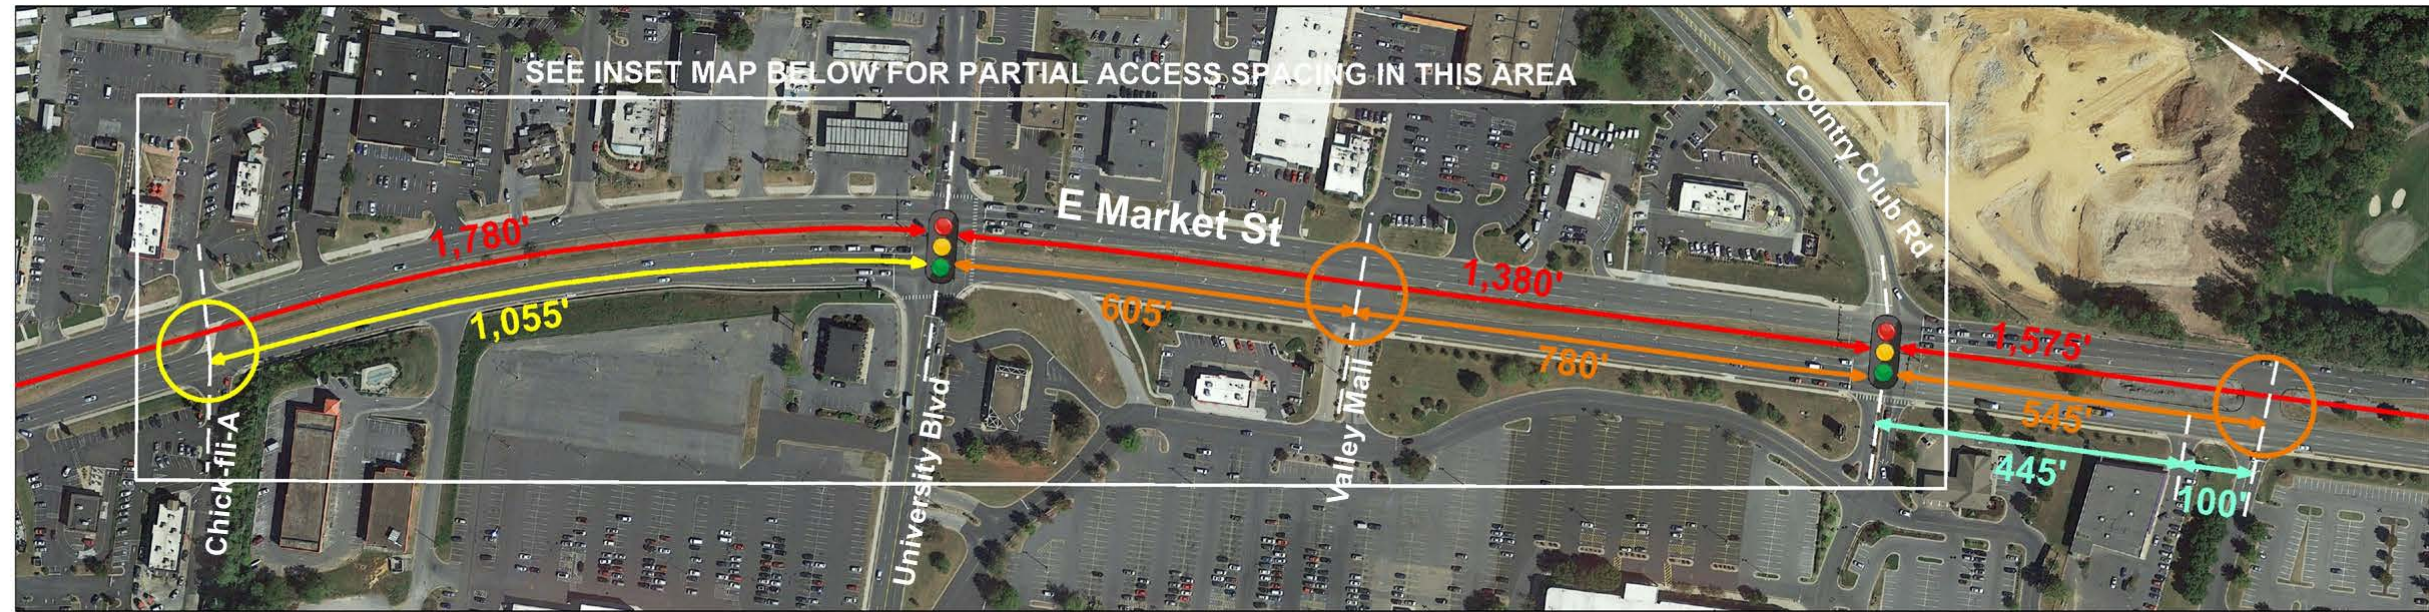 SEE INSET MAP BELOW FOR PARTIAL ACCESS SPACING IN THIS AREA
Country Club Rd
E Market St
1,780'
1,055'
605'
1,380'
780'
1,575'
545'
445'
100'
Chick-fli-A
University Blvd
Valley Mall